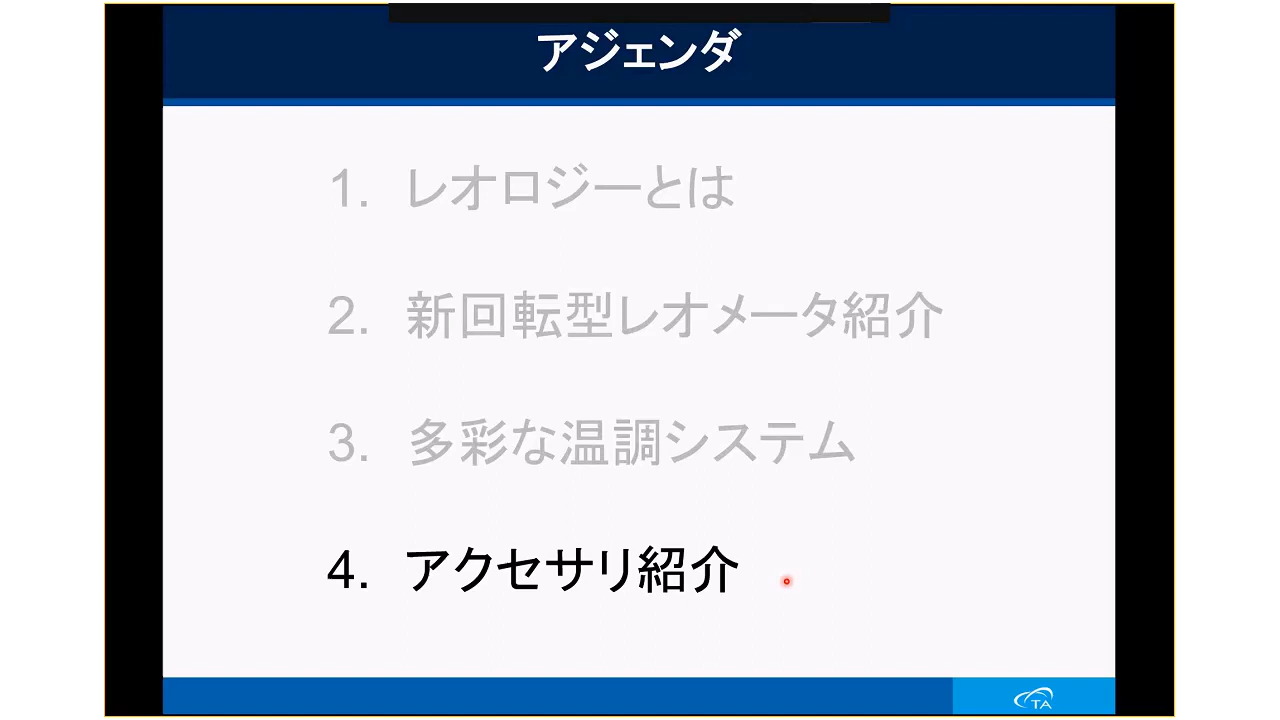 アジェンダ
1. レオロジーとは
2. 新回転型レオメータ紹介
3. 多彩な温調システム
4. アクセサリ紹介
TA